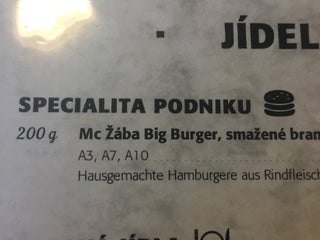 JÍDEL
SPECIALITA PODNIKU
200 g Mc Žába Big Burger, smažené bran
A3, A7, A10
Hausgemachte Hamburgere aus Rindfleisch